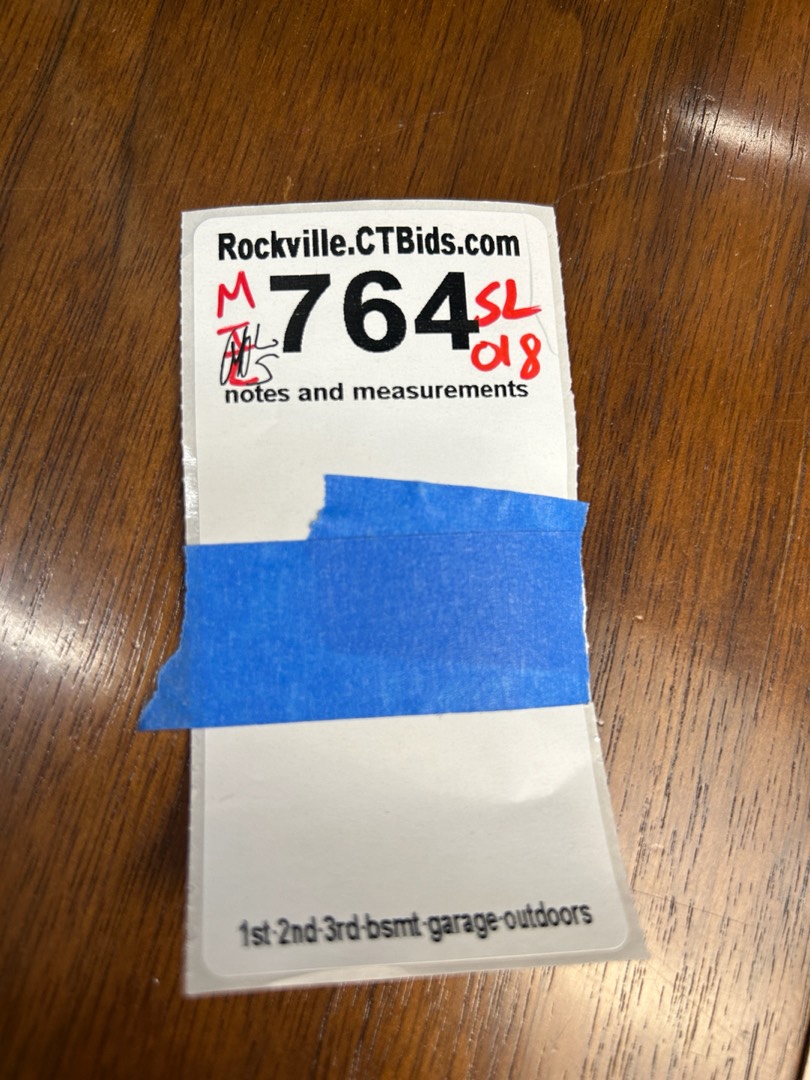 Rockville.CTBids.com
M 764 SL
018
notes and measurements
1st-2nd-3rd-bsmt-garage-outdoors